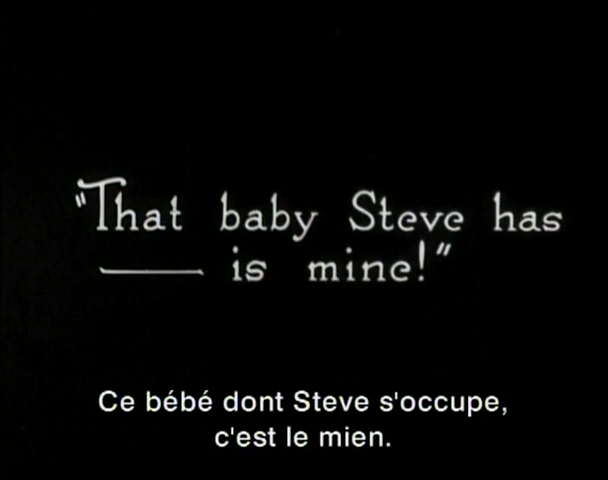 "That baby Steve has
—— is mine!"
Ce bébé dont Steve s'occupe,
c'est le mien.